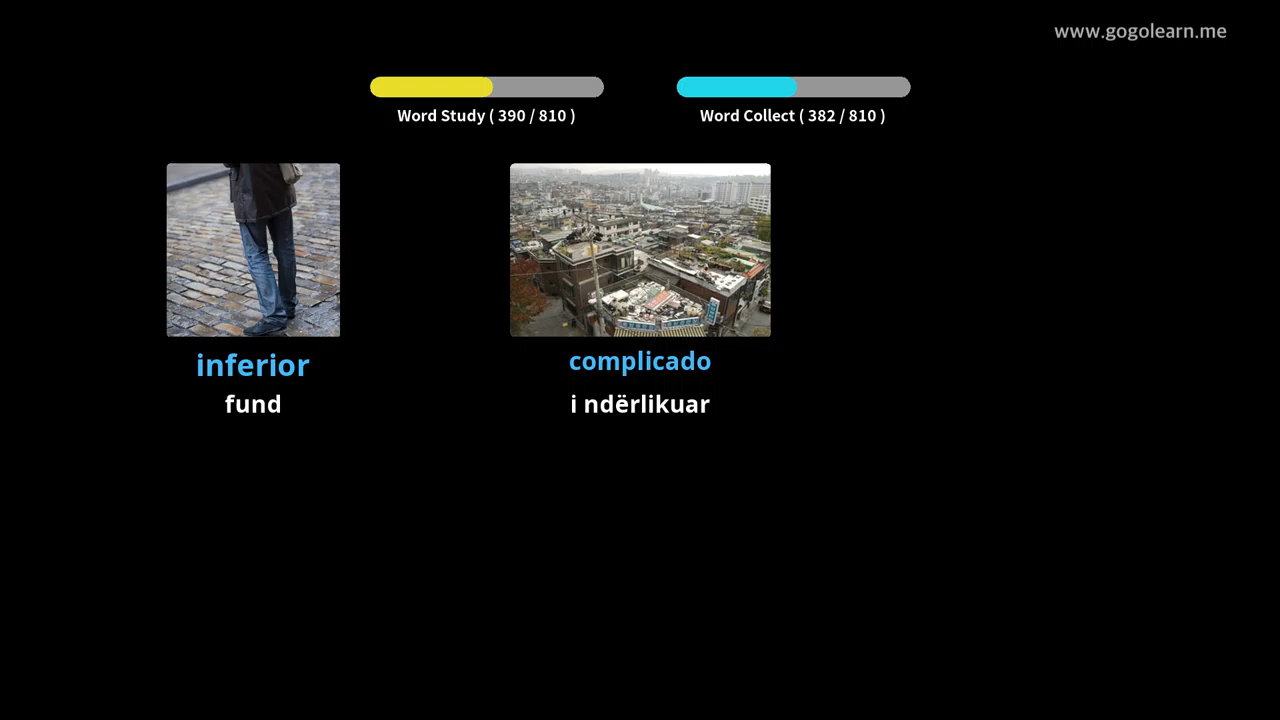 www.gogolearn.me
Word Study ( 390 / 810 )
Word Collect ( 382 / 810 )
inferior
fund
complicado
i ndërlikuar